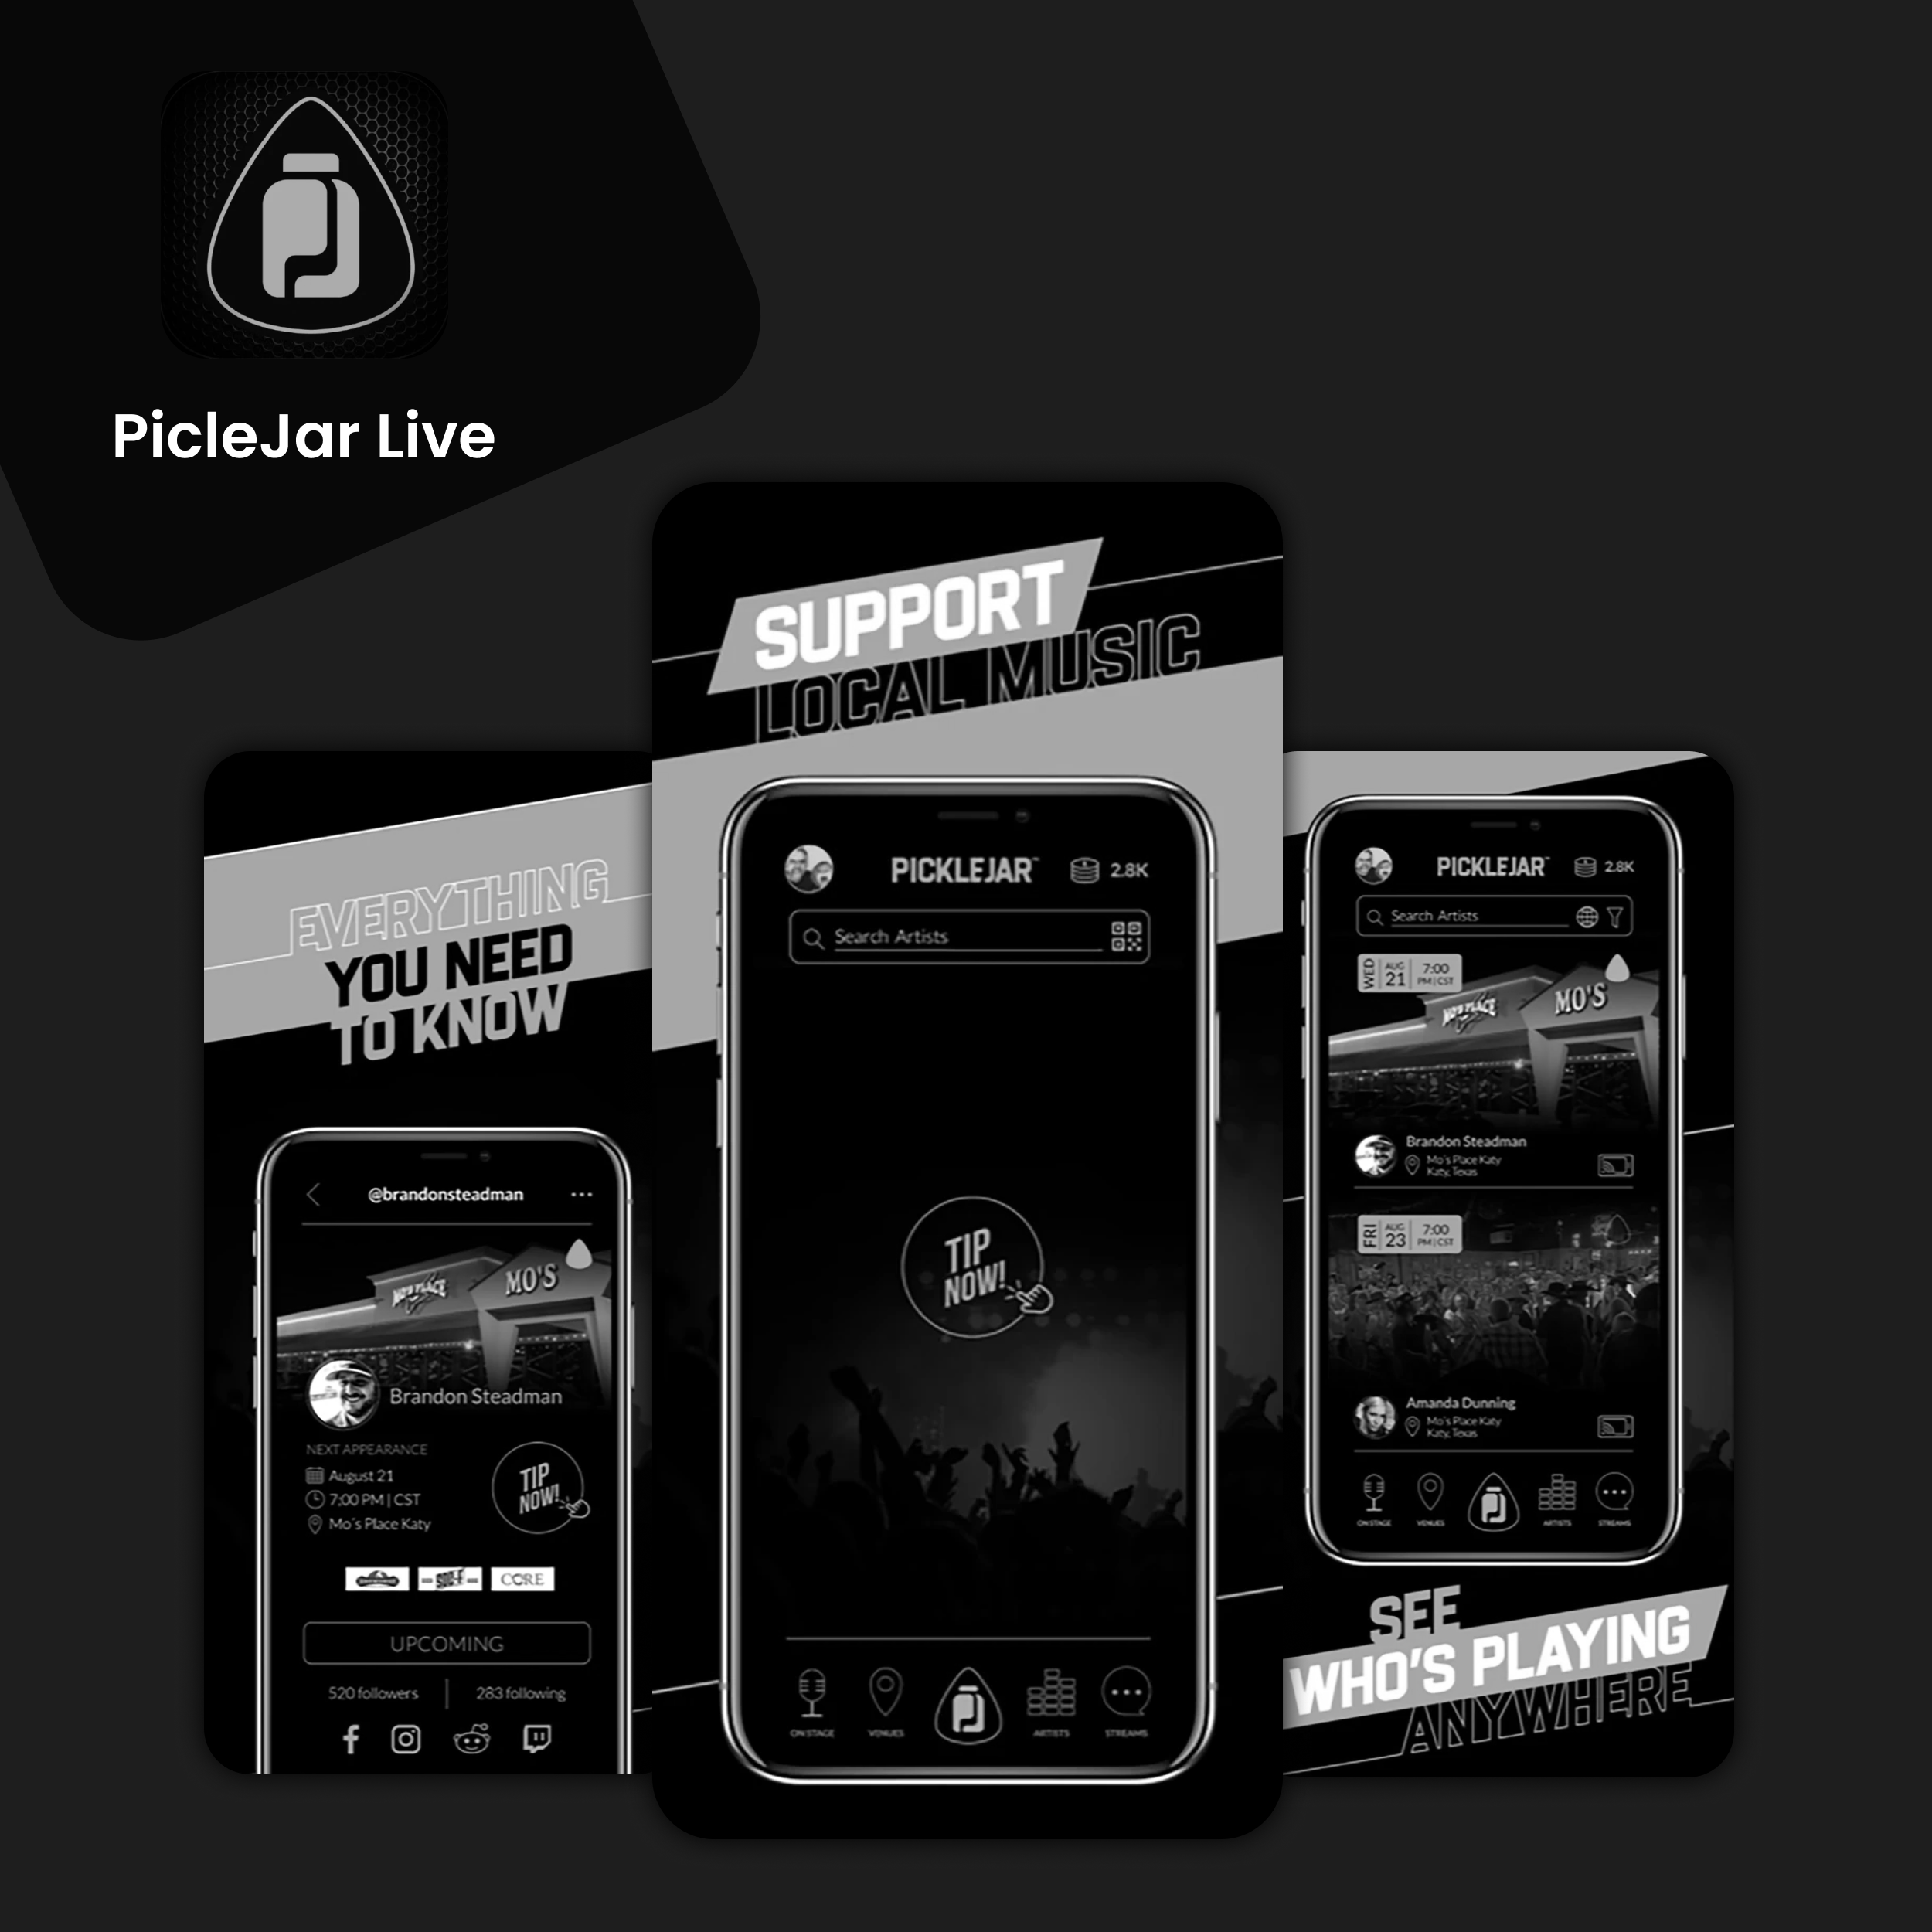 PicleJar Live
SUPPORT
LOCAL MUSIC
PICKLEJAR
2.8K
Search Artists
TIP
NOW!
ON STAGE
VENUES
ARTISTS
STREAMS
EVERYTHING
YOU NEED
TO KNOW
@brandonsteadman
MO'S PLACE
MO'S
Brandon Steadman
NEXT APPEARANCE
August 21
7:00 PM | CST
Mo's Place Katy
TIP
NOW!
CORE
UPCOMING
520 followers
283 following
PICKLEJAR
2.8K
Search Artists
WED
AUG
21
7:00
PM | CST
MO'S PLACE
MO'S
Brandon Steadman
Mo's Place Katy
Katy, Texas
FRI
AUG
23
7:00
PM | CST
Amanda Dunning
Mo's Place Katy
Katy, Texas
ON STAGE
VENUES
ARTISTS
STREAMS
SEE
WHO'S PLAYING
ANYWHERE